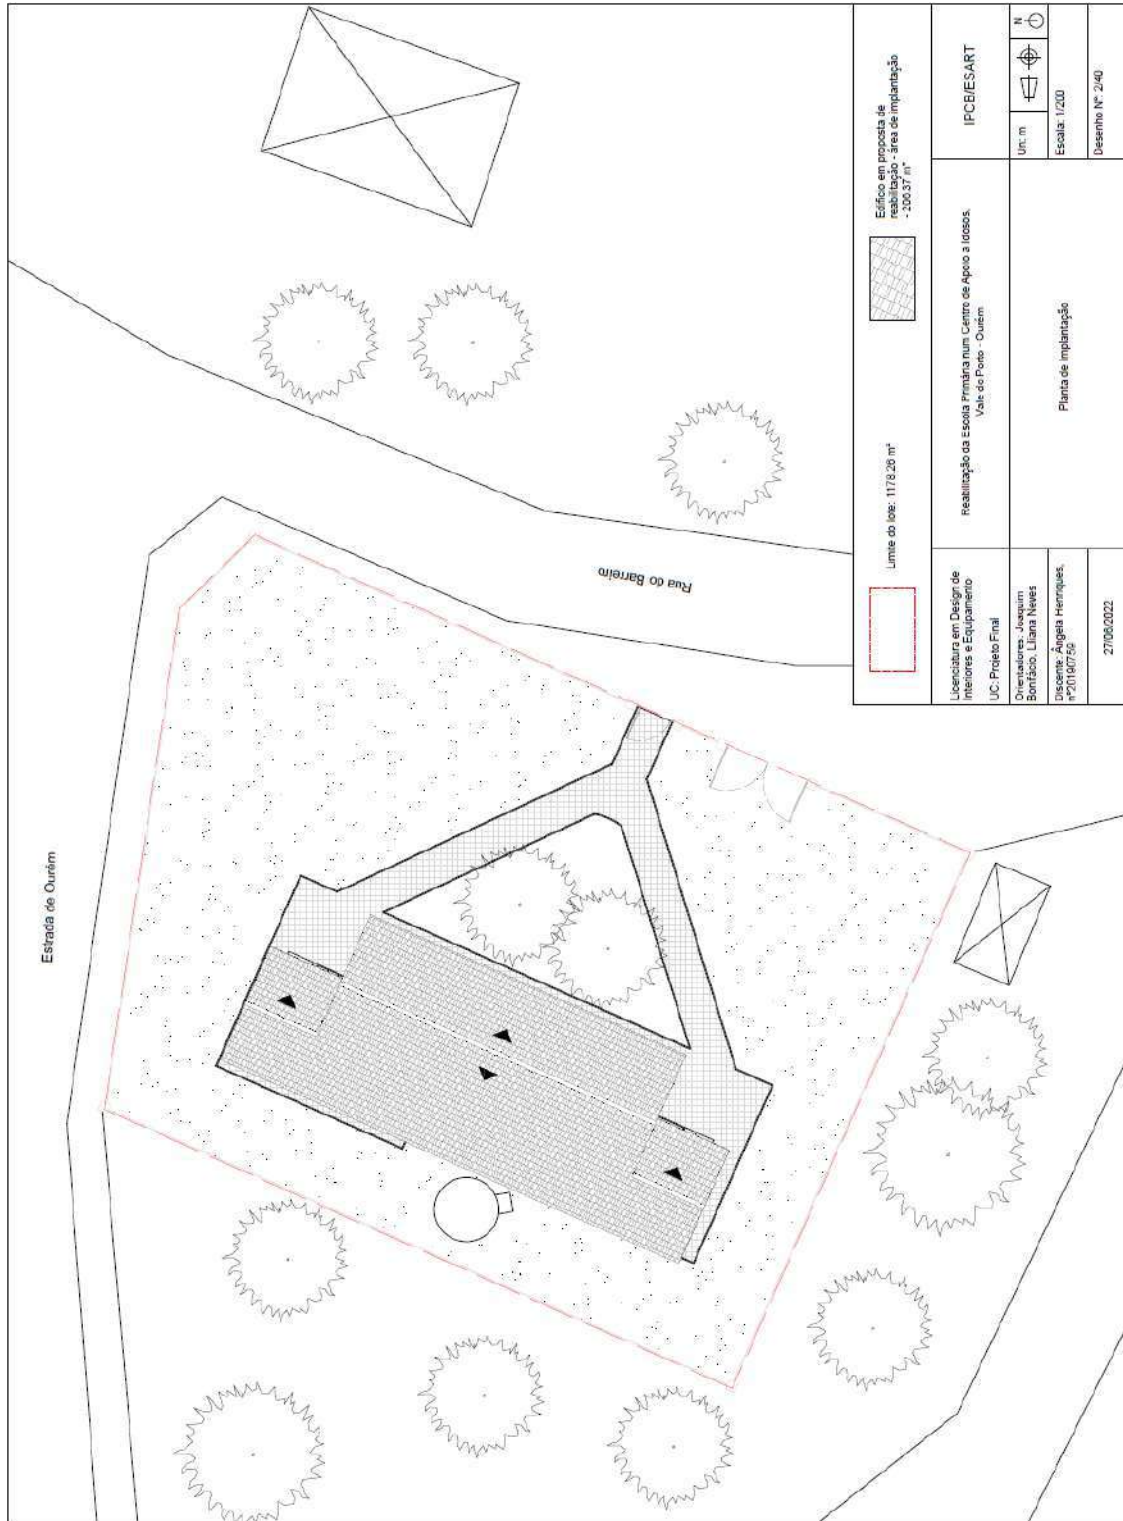 Estrada de Ourém
Rua do Barreiro
Limite do lote: 1178.26 m²
Edifício em proposta de
reabilitação - área de implantação
- 206.37 m²
Licenciatura em Design de
Interiores e Equipamento
UC: Projeto Final
Reabilitação da Escola Primária num Centro de Apoio a Idosos,
Vale do Porto - Ourém
IPCB/ESART
Orientadores: Joaquim
Bonifácio, Liliana Neves
Discente: Ângela Henriques,
nº20190759
27/06/2022
Planta de Implantação
Un: m
N
Escala: 1/200
Desenho Nº: 2/40